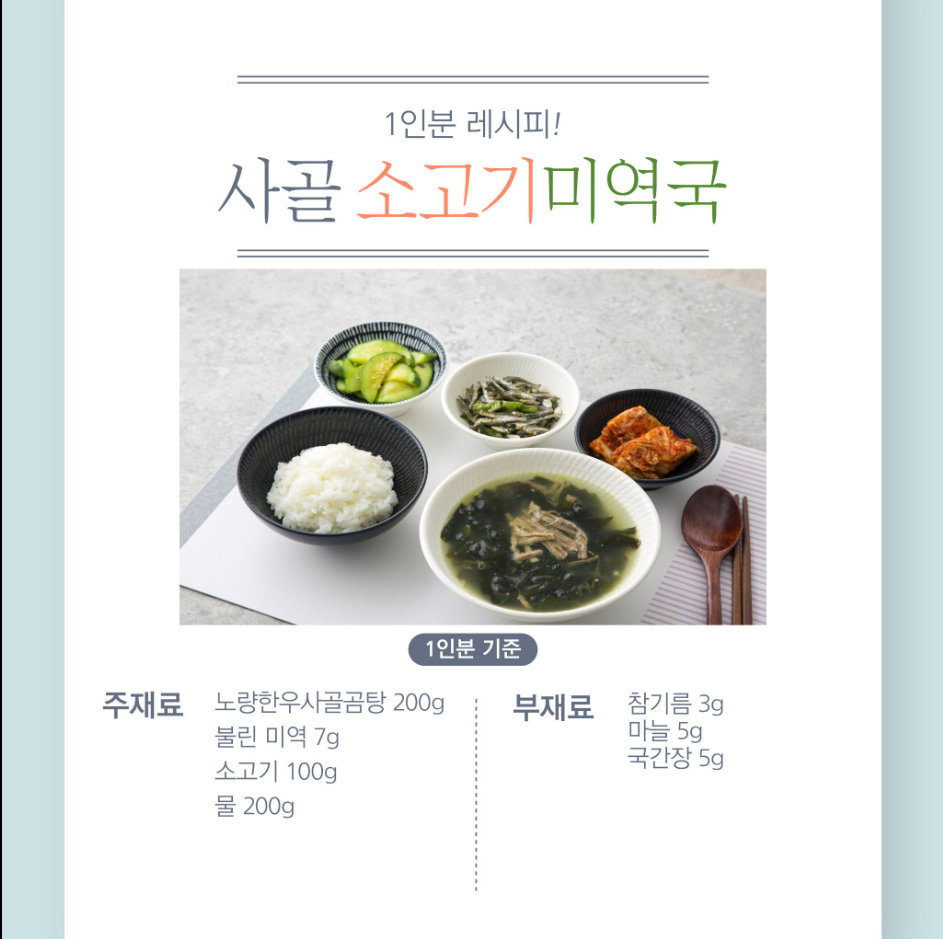 1인분 레시피!
사골 소고기미역국
1인분 기준
주재료
노량한우사골곰탕 200g
불린 미역 7g
소고기 100g
물 200g
부재료
참기름 3g
마늘 5g
국간장 5g